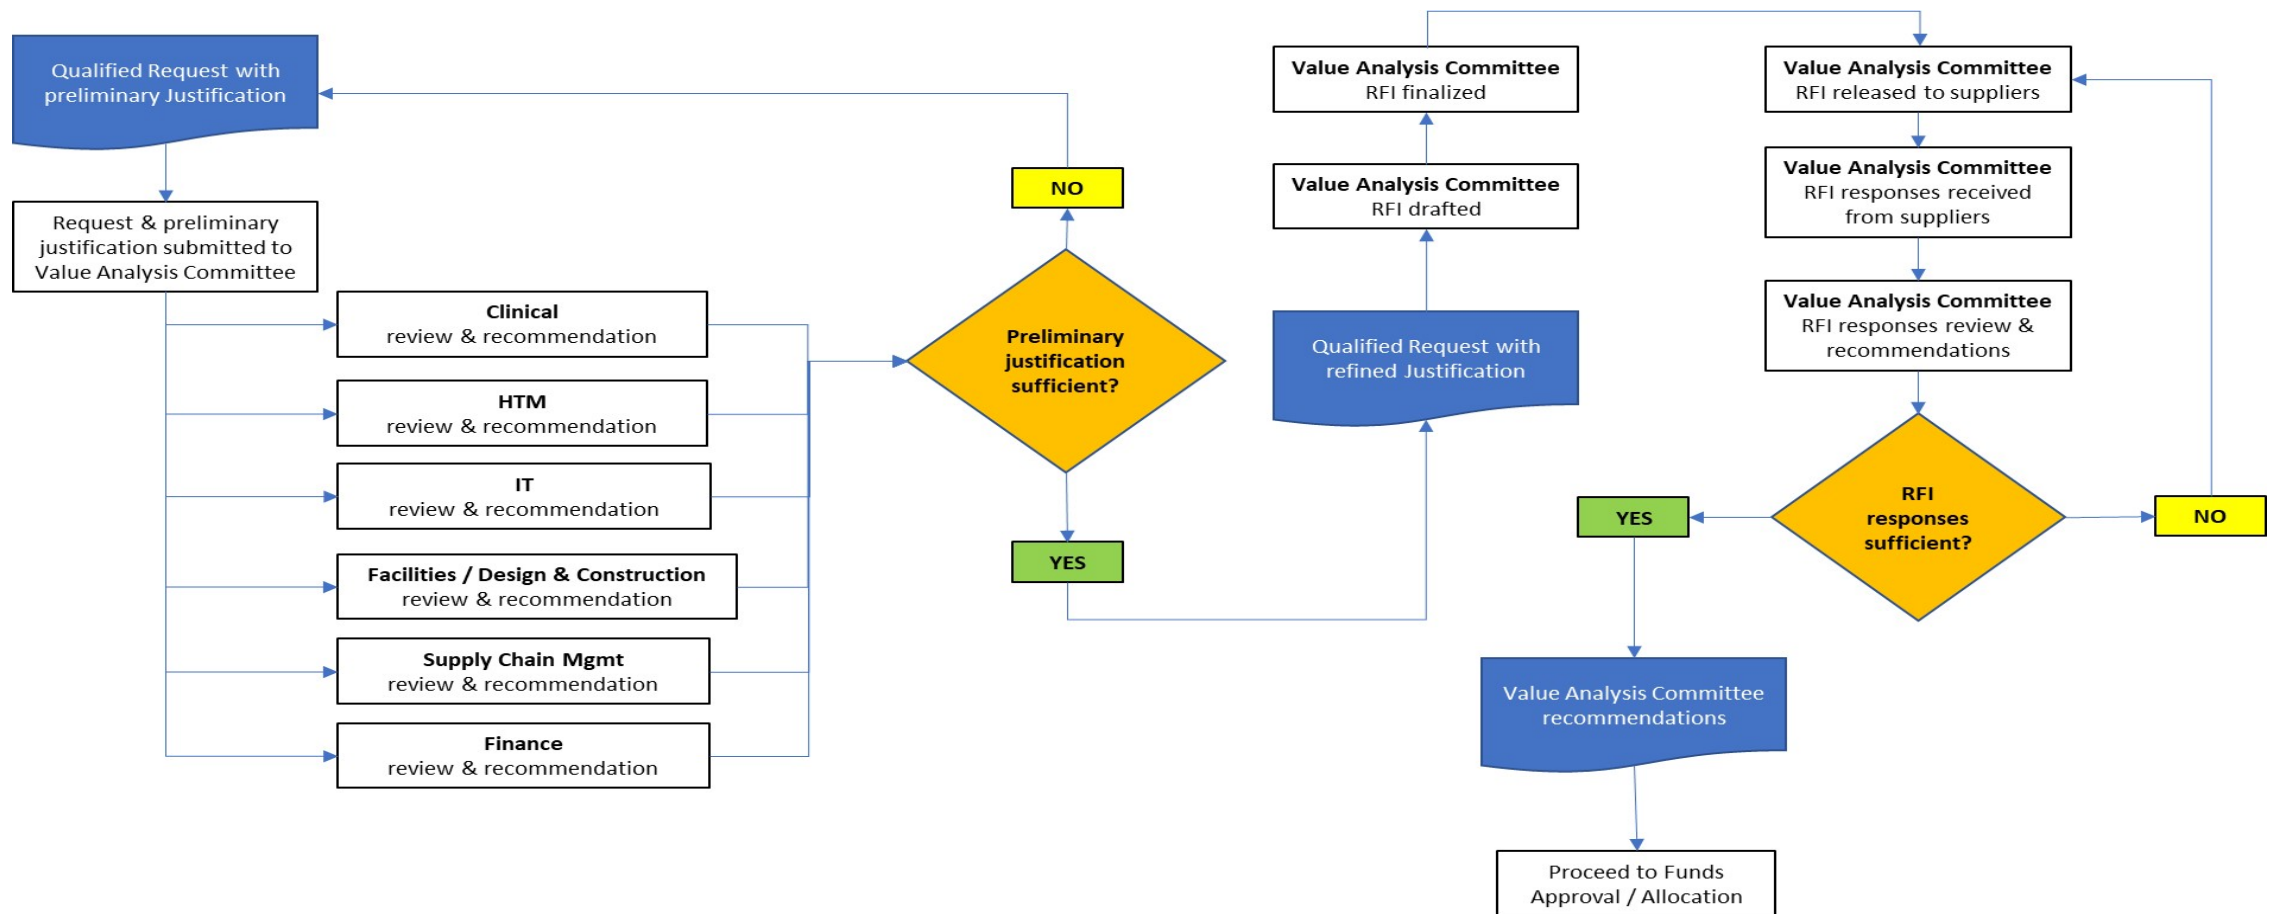 Qualified Request with
preliminary Justification
Request & preliminary
justification submitted to
Value Analysis Committee
Clinical
review & recommendation
HTM
review & recommendation
IT
review & recommendation
Facilities / Design & Construction
review & recommendation
Supply Chain Mgmt
review & recommendation
Finance
review & recommendation
NO
Preliminary
justification
sufficient?
YES
Value Analysis Committee
RFI finalized
Value Analysis Committee
RFI drafted
Qualified Request with
refined Justification
Value Analysis Committee
RFI released to suppliers
Value Analysis Committee
RFI responses received
from suppliers
Value Analysis Committee
RFI responses review &
recommendations
RFI
responses
sufficient?
YES
NO
Value Analysis Committee
recommendations
Proceed to Funds
Approval / Allocation